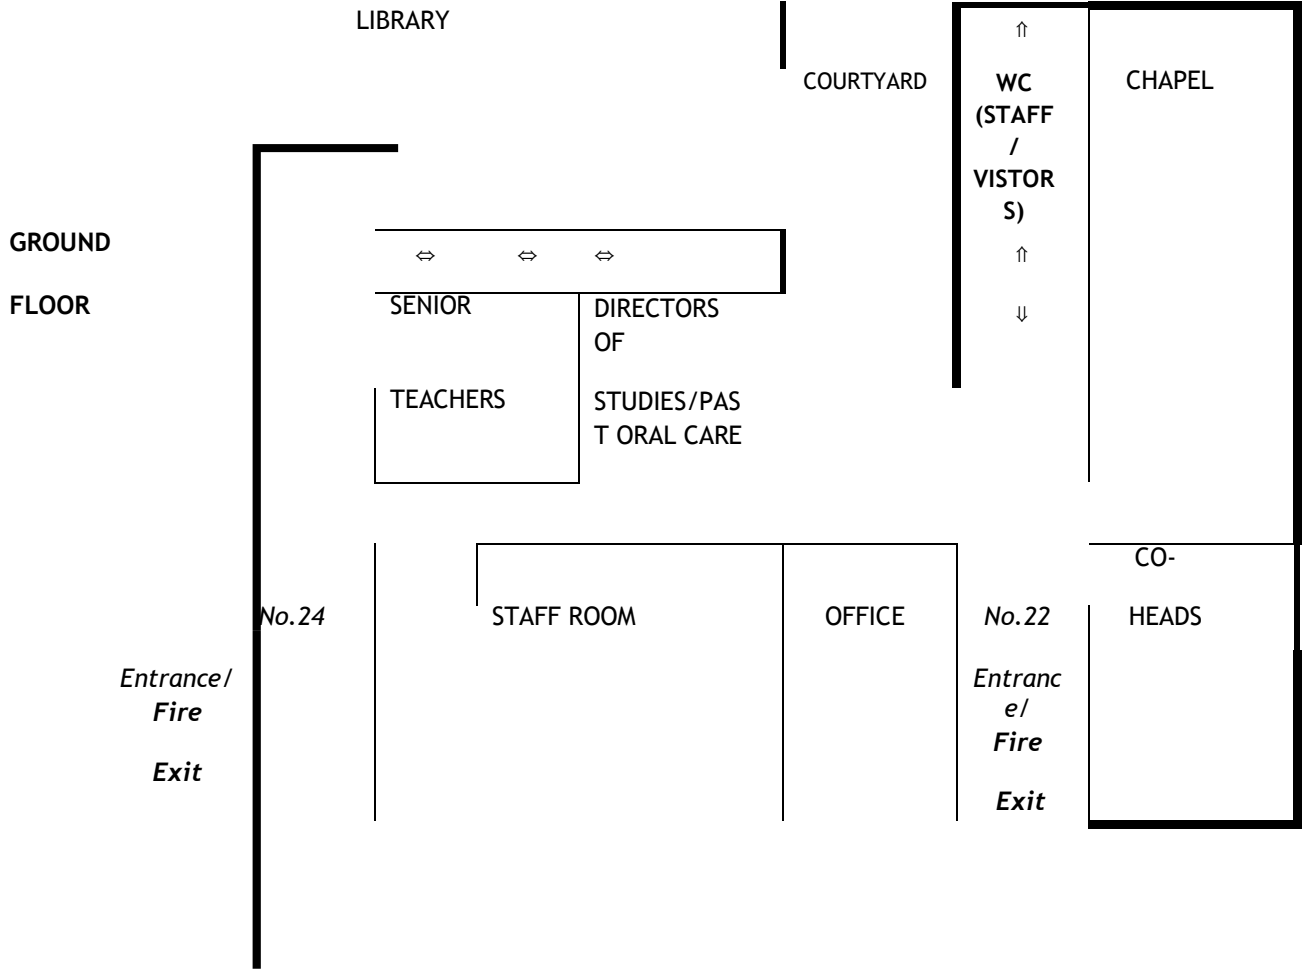 LIBRARY
⇑
COURTYARD
WC
(STAFF
/
VISTOR
S)
CHAPEL
GROUND
⇔ ⇔ ⇔
⇑
FLOOR
SENIOR
DIRECTORS
OF
⇓
TEACHERS
STUDIES/PAS
T ORAL CARE
CO-
No.24
STAFF ROOM
OFFICE
No.22
HEADS
Entrance/
Fire
Exit
Entranc
e/
Fire
Exit